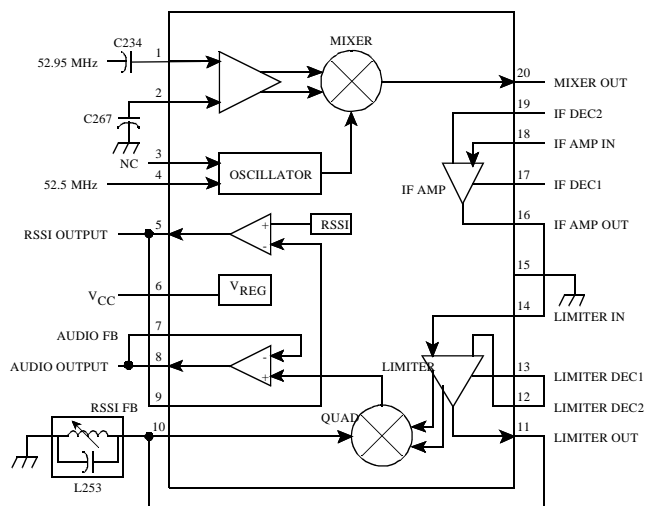 C234
MIXER
52.95 MHz
1
20
MIXER OUT
2
19
IF DEC2
C267
18
IF AMP IN
NC
3
OSCILLATOR
17
IF DEC1
52.5 MHz
4
IF AMP
16
IF AMP OUT
RSSI OUTPUT
5
+
-
RSSI
15
VCC
6
VREG
14
LIMITER IN
AUDIO FB
7
AUDIO OUTPUT
8
-
+
LIMITER
13
LIMITER DEC1
RSSI FB
9
12
LIMITER DEC2
QUAD
10
11
LIMITER OUT
L253